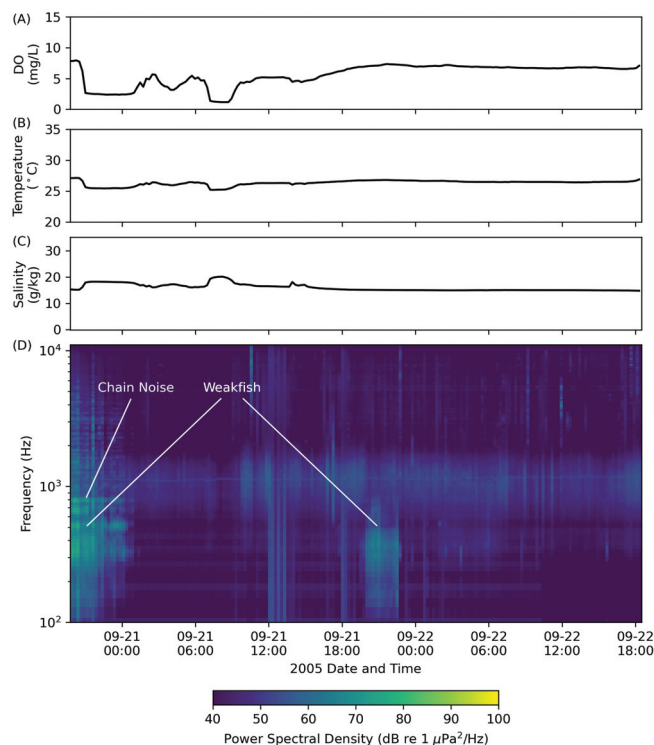 (A)
15
10
5
0
DO
(mg/L)
(B)
35
30
25
20
Temperature
(°C)
(C)
30
20
10
0
Salinity
(g/kg)
(D)
10⁴
Chain Noise
Weakfish
10³
10²
Frequency (Hz)
09-21 09-21 09-21 09-21 09-22 09-22 09-22 09-22
00:00 06:00 12:00 18:00 00:00 06:00 12:00 18:00
2005 Date and Time
40 50 60 70 80 90 100
Power Spectral Density (dB re 1 μPa²/Hz)